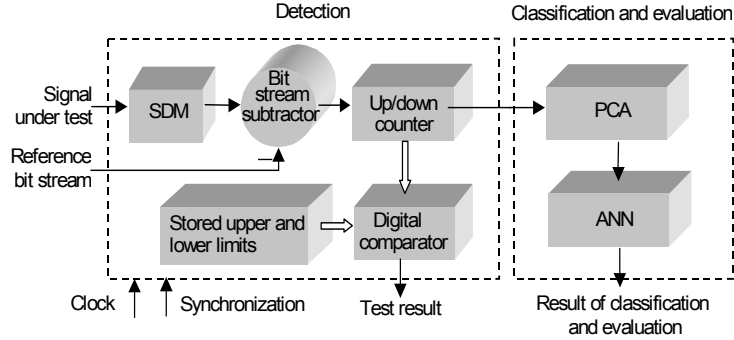 Detection
Classification and evaluation
Signal
under test
SDM
Bit
stream
subtractor
Up/down
counter
PCA
Reference
bit stream
Stored upper and
lower limits
Digital
comparator
ANN
Clock
Synchronization
Test result
Result of classification
and evaluation